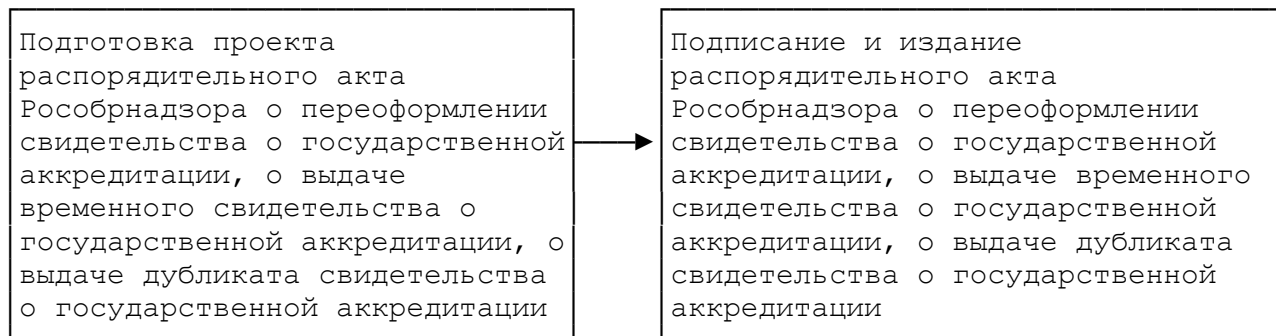 Подготовка проекта
распорядительного акта
Рособрнадзора о переоформлении
свидетельства о государственной
аккредитации, о выдаче
временного свидетельства о
государственной аккредитации, о
выдаче дубликата свидетельства
о государственной аккредитации
Подписание и издание
распорядительного акта
Рособрнадзора о переоформлении
свидетельства о государственной
аккредитации, о выдаче временного
свидетельства о государственной
аккредитации, о выдаче дубликата
свидетельства о государственной
аккредитации